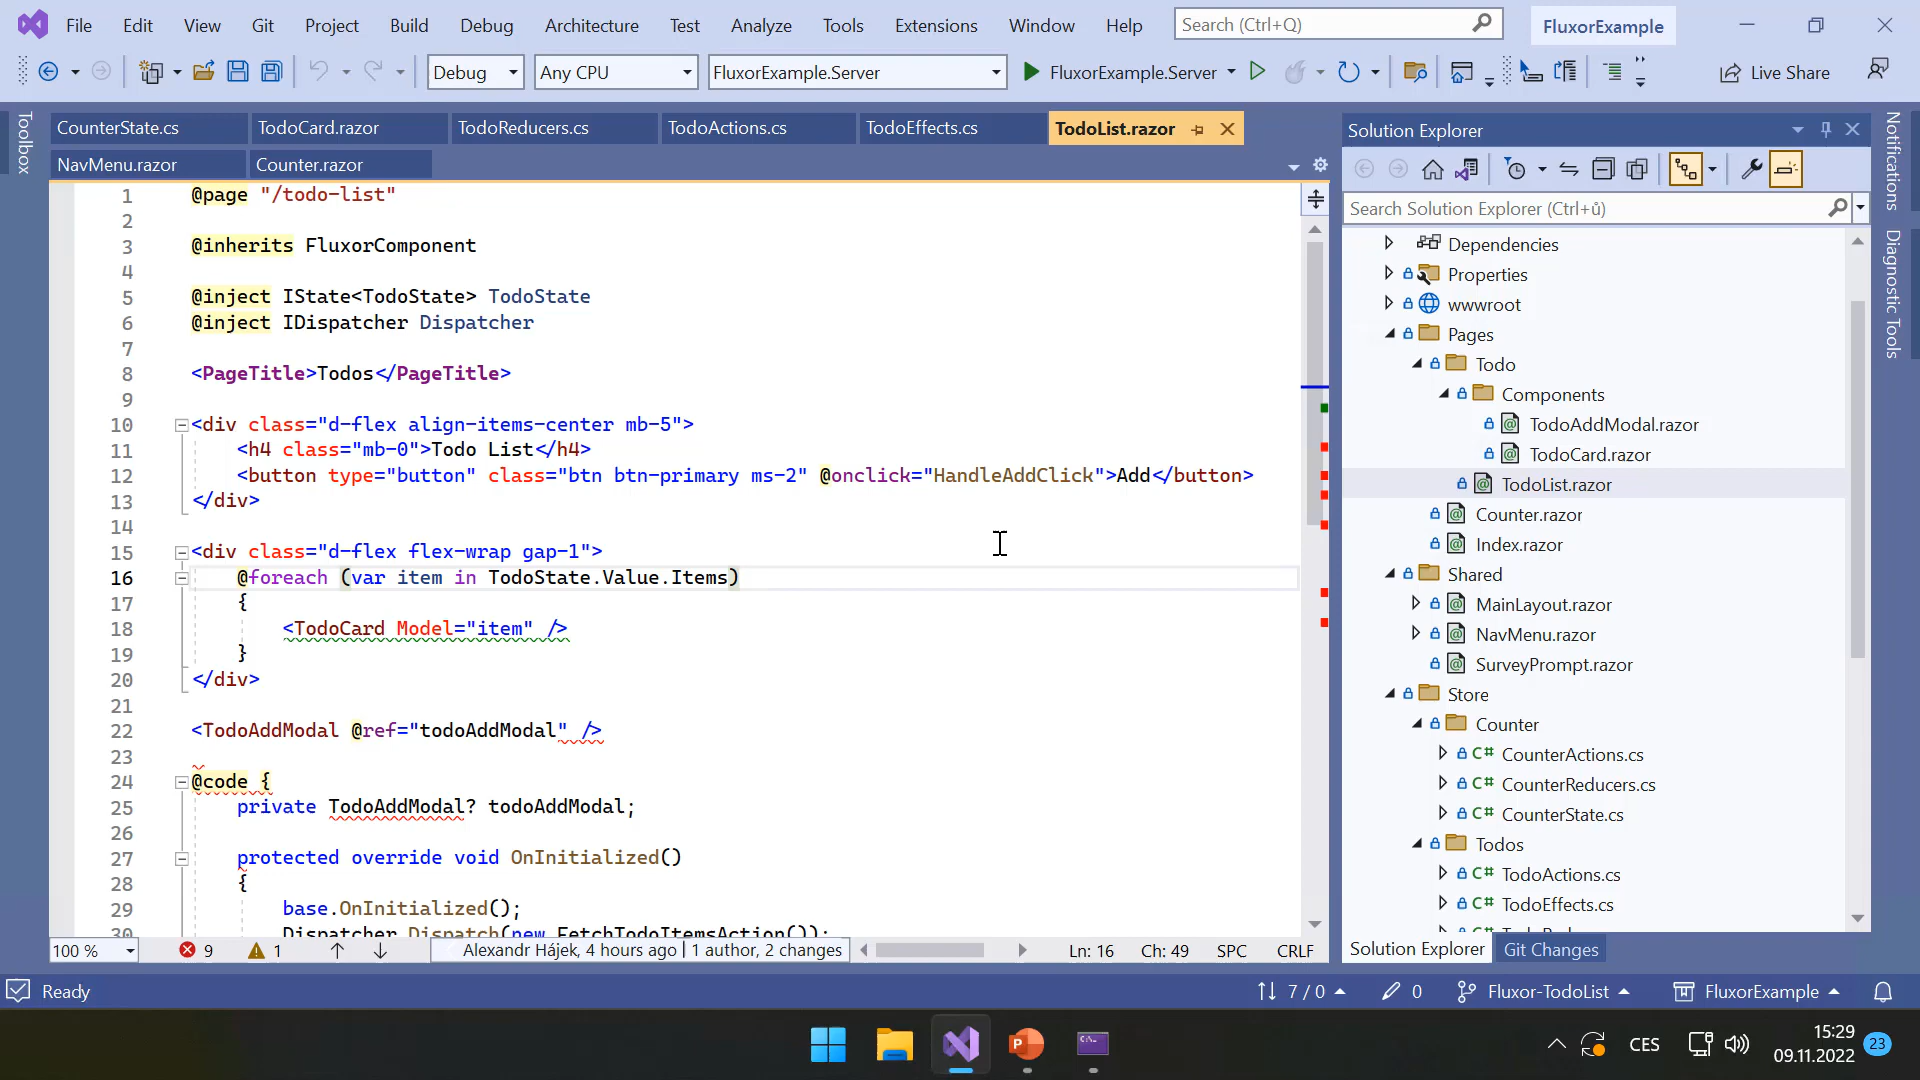 File Edit View Git Project Build Debug Architecture Test Analyze Tools Extensions Window Help Search (Ctrl+Q) FluxorExample
Debug Any CPU FluxorExample.Server FluxorExample.Server Live Share
Toolbox
CounterState.cs TodoCard.razor TodoReducers.cs TodoActions.cs TodoEffects.cs TodoList.razor
NavMenu.razor Counter.razor
1 @page "/todo-list"
2
3 @inherits FluxorComponent
4
5 @inject IState<TodoState> TodoState
6 @inject IDispatcher Dispatcher
7
8 <PageTitle>Todos</PageTitle>
9
10 <div class="d-flex align-items-center mb-5">
11 <h4 class="mb-0">Todo List</h4>
12 <button type="button" class="btn btn-primary ms-2" @onclick="HandleAddClick">Add</button>
13 </div>
14
15 <div class="d-flex flex-wrap gap-1">
16 @foreach (var item in TodoState.Value.Items)
17 {
18 <TodoCard Model="item" />
19 }
20 </div>
21
22 <TodoAddModal @ref="todoAddModal" />
23
24 @code {
25 private TodoAddModal? todoAddModal;
26
27 protected override void OnInitialized()
28 {
29 base.OnInitialized();
30 Dispatcher.Dispatch(new FetchTodoItemsAction());
100 % 9 1 Alexandr Hájek, 4 hours ago | 1 author, 2 changes Ln: 16 Ch: 49 SPC CRLF
Solution Explorer
Search Solution Explorer (Ctrl+ů)
Dependencies
Properties
wwwroot
Pages
Todo
Components
TodoAddModal.razor
TodoCard.razor
TodoList.razor
Counter.razor
Index.razor
Shared
MainLayout.razor
NavMenu.razor
SurveyPrompt.razor
Store
Counter
C# CounterActions.cs
C# CounterReducers.cs
C# CounterState.cs
Todos
C# TodoActions.cs
C# TodoEffects.cs
Solution Explorer Git Changes
Notifications
Diagnostic Tools
Ready 7 / 0 0 Fluxor-TodoList FluxorExample
CES 15:29
09.11.2022 23